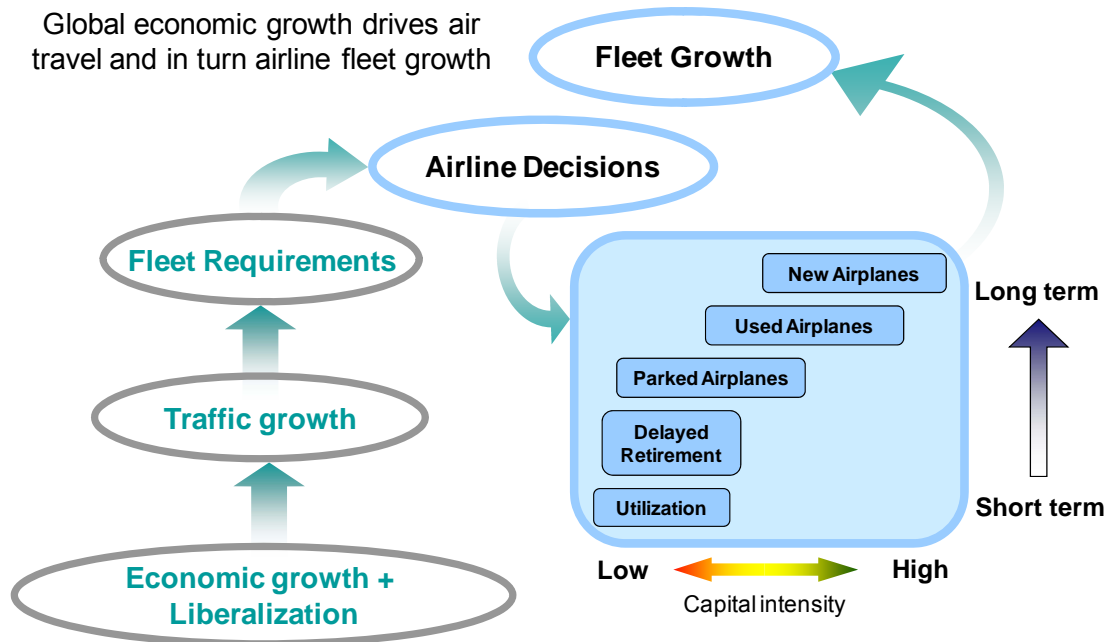 Global economic growth drives air
travel and in turn airline fleet growth
Fleet Growth
Airline Decisions
Fleet Requirements
Traffic growth
Economic growth +
Liberalization
New Airplanes
Used Airplanes
Parked Airplanes
Delayed
Retirement
Utilization
Long term
Short term
Low
High
Capital intensity